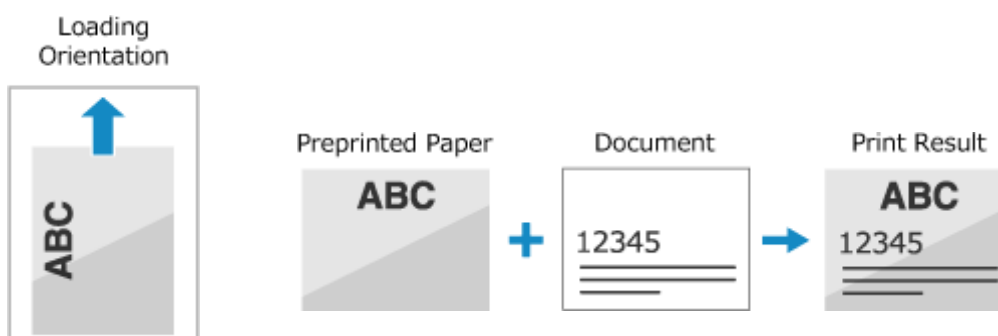 Loading
Orientation
ABC
Preprinted Paper
ABC
Document
12345
Print Result
ABC
12345